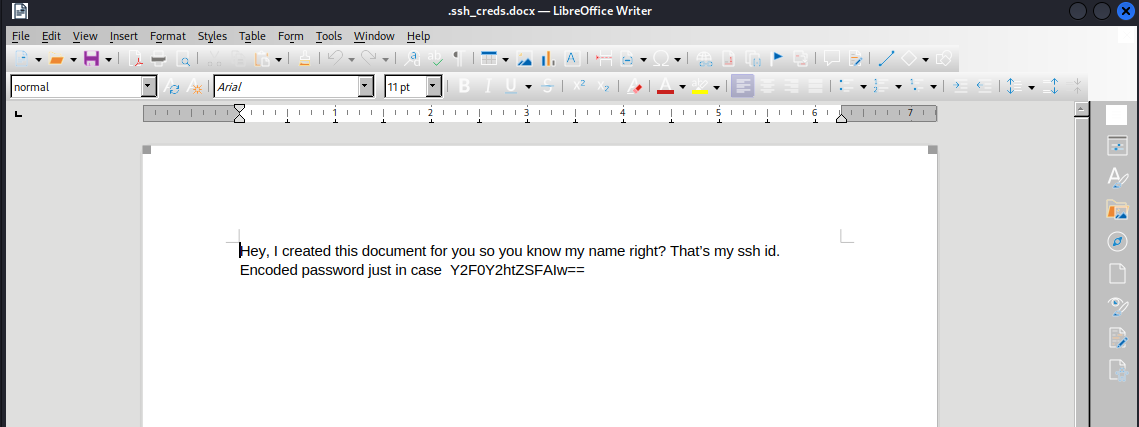 .ssh_creds.docx — LibreOffice Writer
File Edit View Insert Format Styles Table Form Tools Window Help
normal Arial 11 pt
1 2 3 4 5 6 7
Hey, I created this document for you so you know my name right? That's my ssh id.
Encoded password just in case Y2F0Y2htZSFAIw==